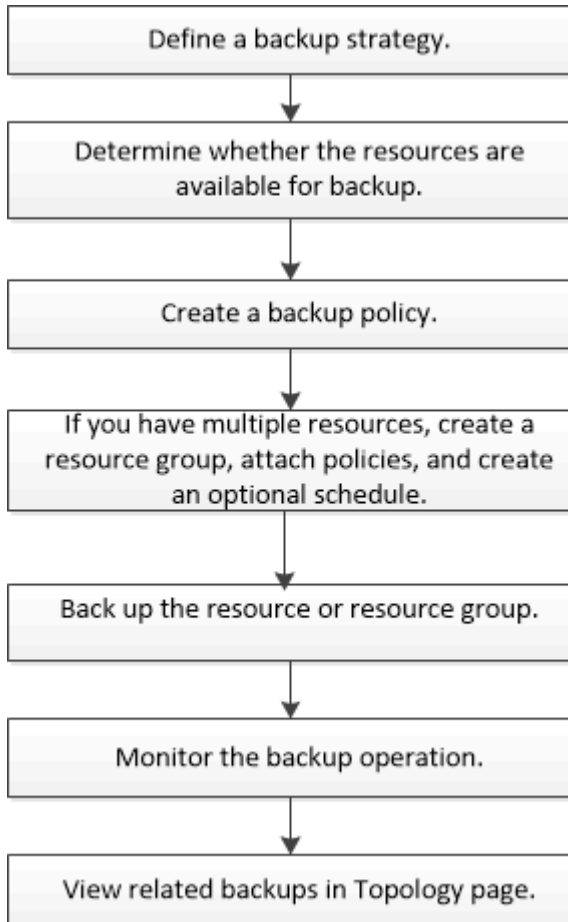 Define a backup strategy.
Determine whether the resources are
available for backup.
Create a backup policy.
If you have multiple resources, create a
resource group, attach policies, and create
an optional schedule.
Back up the resource or resource group.
Monitor the backup operation.
View related backups in Topology page.